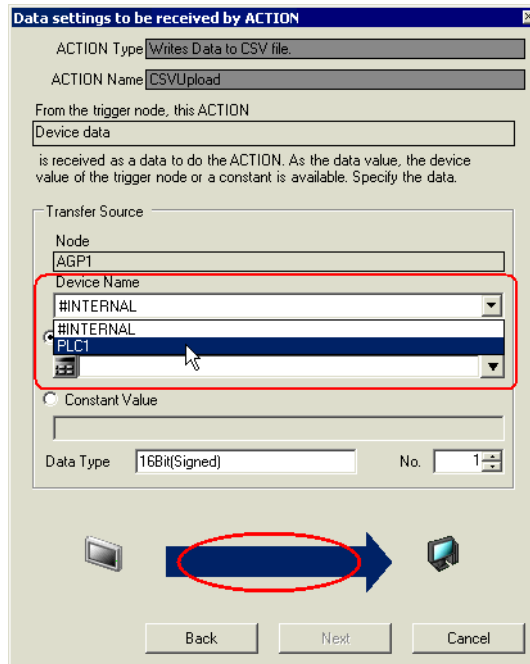 Data settings to be received by ACTION
ACTION Type Writes Data to CSV file.
ACTION Name CSVUpload
From the trigger node, this ACTION
Device data
is received as a data to do the ACTION. As the data value, the device
value of the trigger node or a constant is available. Specify the data.
Transfer Source
Node
AGP1
Device Name
#INTERNAL
#INTERNAL
PLC1
Constant Value
Data Type 16Bit(Signed) No. 1
Back Next Cancel